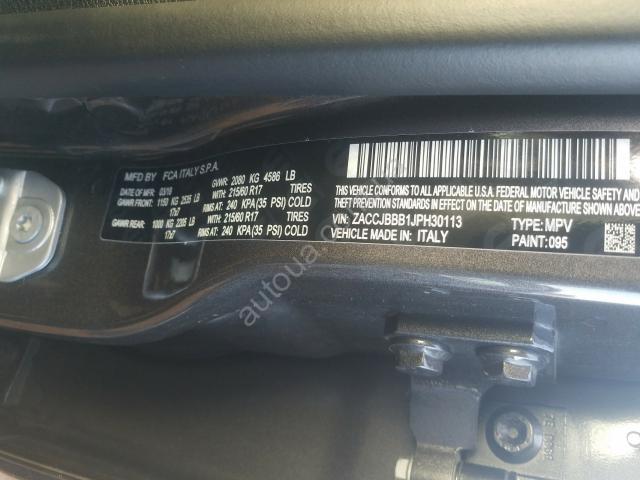 MFD BY FCA ITALY S.P.A.
03/18 GVWR: 2080 KG 4586 LB
GAWR FRONT: 1150 KG 2535 LB WITH: 215/60 R17 TIRES
17x7 RIMS AT: 240 KPA (35 PSI) COLD
GAWR REAR: 1000 KG 2205 LB WITH: 215/60 R17 TIRES
17x7 RIMS AT: 240 KPA (35 PSI) COLD
THIS VEHICLE CONFORMS TO ALL APPLICABLE U.S. FEDERAL MOTOR VEHICLE SAFETY,
BUMPER AND THEFT PREVENTION STANDARDS IN EFFECT ON THE DATE OF MANUFACTURE SHOWN ABOVE.
VIN: ZACCJBBB1JPH30113 TYPE: MPV
VEHICLE MADE IN: ITALY PAINT: 095
autoua.com